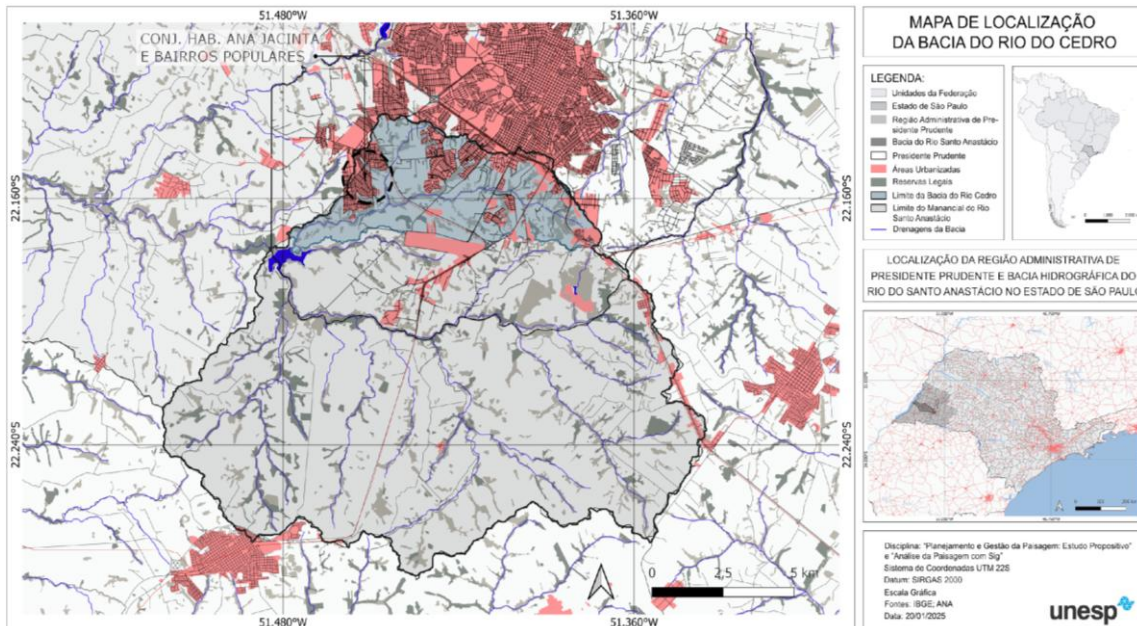 51.480°W
51.360°W
CONJ. HAB. ANA JACINTA
E BAIRROS POPULARES
22.160°S
22.160°S
22.240°S
22.240°S
0 2,5 5 km
51.480°W
51.360°W
MAPA DE LOCALIZAÇÃO
DA BACIA DO RIO DO CEDRO
LEGENDA:
Unidades da Federação
Estado de São Paulo
Região Administrativa de Pre-
sidente Prudente
Bacia do Rio Santo Anastácio
Presidente Prudente
Áreas Urbanizadas
Reservas Legais
Limite da Bacia do Rio Cedro
Limite do Manancial do Rio
Santo Anastácio
Drenagens da Bacia
LOCALIZAÇÃO DA REGIÃO ADMINISTRATIVA DE
PRESIDENTE PRUDENTE E BACIA HIDROGRÁFICA DO
RIO DO SANTO ANASTÁCIO NO ESTADO DE SÃO PAULO
Disciplina: "Planejamento e Gestão da Paisagem: Estudo Propositivo"
e "Análise da Paisagem com Sig"
Sistema de Coordenadas UTM 22S
Datum: SIRGAS 2000
Escala Gráfica
Fontes: IBGE; ANA
Data: 20/01/2025
unesp